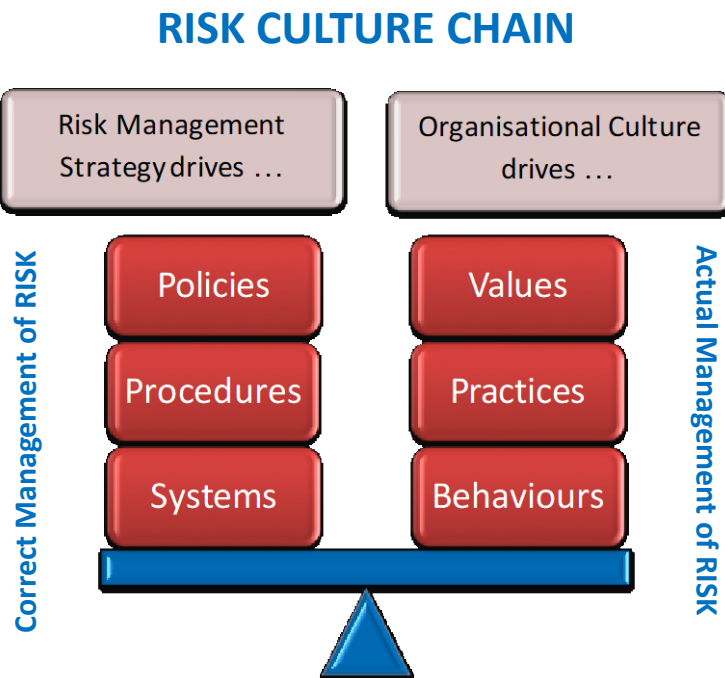 RISK CULTURE CHAIN
Risk Management
Strategy drives …
Organisational Culture
drives …
Correct Management of RISK
Policies
Procedures
Systems
Values
Practices
Behaviours
Actual Management of RISK